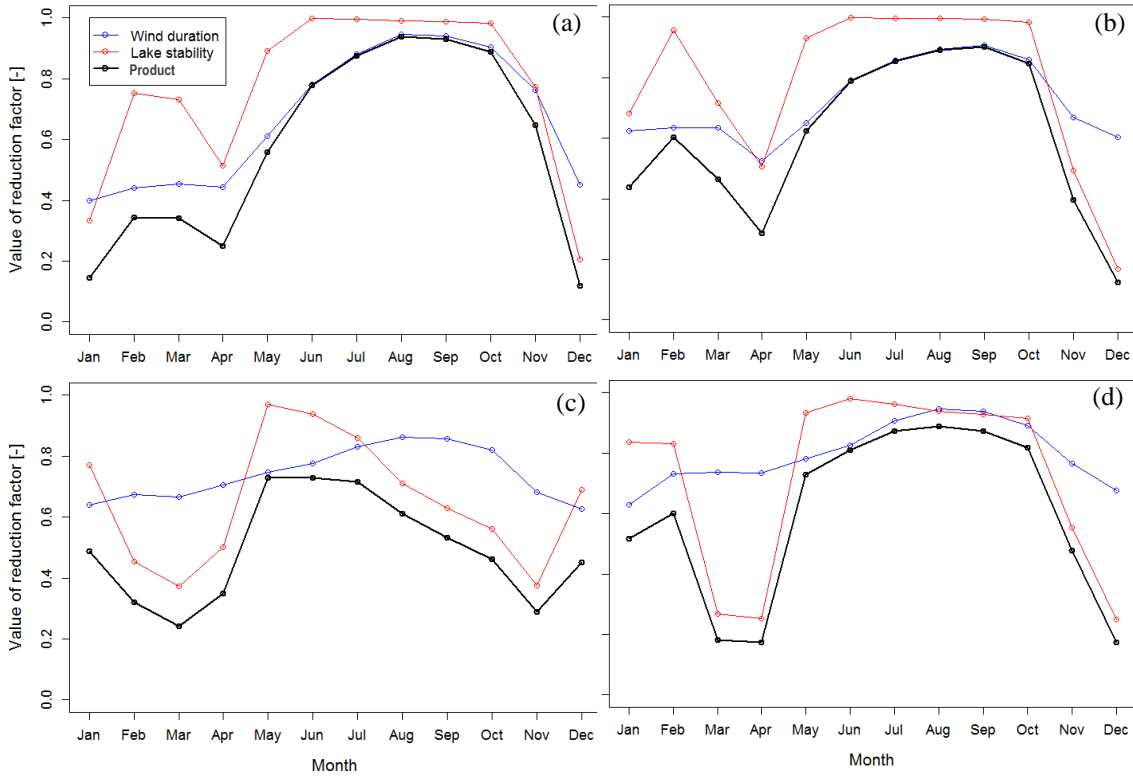 (a)
(b)
Wind duration
Lake stability
Product
Value of reduction factor [-]
0.0 0.2 0.4 0.6 0.8 1.0
Jan Feb Mar Apr May Jun Jul Aug Sep Oct Nov Dec
Jan Feb Mar Apr May Jun Jul Aug Sep Oct Nov Dec
(c)
(d)
Value of reduction factor [-]
0.0 0.2 0.4 0.6 0.8 1.0
Jan Feb Mar Apr May Jun Jul Aug Sep Oct Nov Dec
Jan Feb Mar Apr May Jun Jul Aug Sep Oct Nov Dec
Month
Month